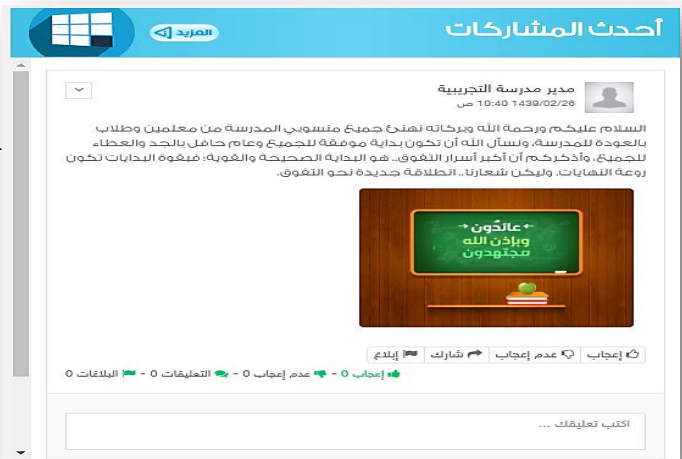 أحدث المشاركات
المزيد
مدير مدرسة التجريبية
1439/02/26 10:40 ص
السلام عليكم ورحمة الله وبركاته نهنئ جميع منسوبي المدرسة من معلمين وطلاب
بالعودة للمدرسة، ونسأل الله أن تكون بداية موفقة للجميع وعام حافل بالجد والعطاء
للجميع، وأذكركم أن أكبر أسرار التفوق.. هو البداية الصحيحة والقوية؛ فبقوة البدايات تكون
روعة النهايات. وليكن شعارنا.. انطلاقة جديدة نحو التفوق.
عائدون
وبإذن الله
مجتهدون
إعجاب عدم إعجاب شارك إبلاغ
إعجاب 0 - عدم إعجاب 0 - التعليقات 0 - البلاغات 0
اكتب تعليقك ...